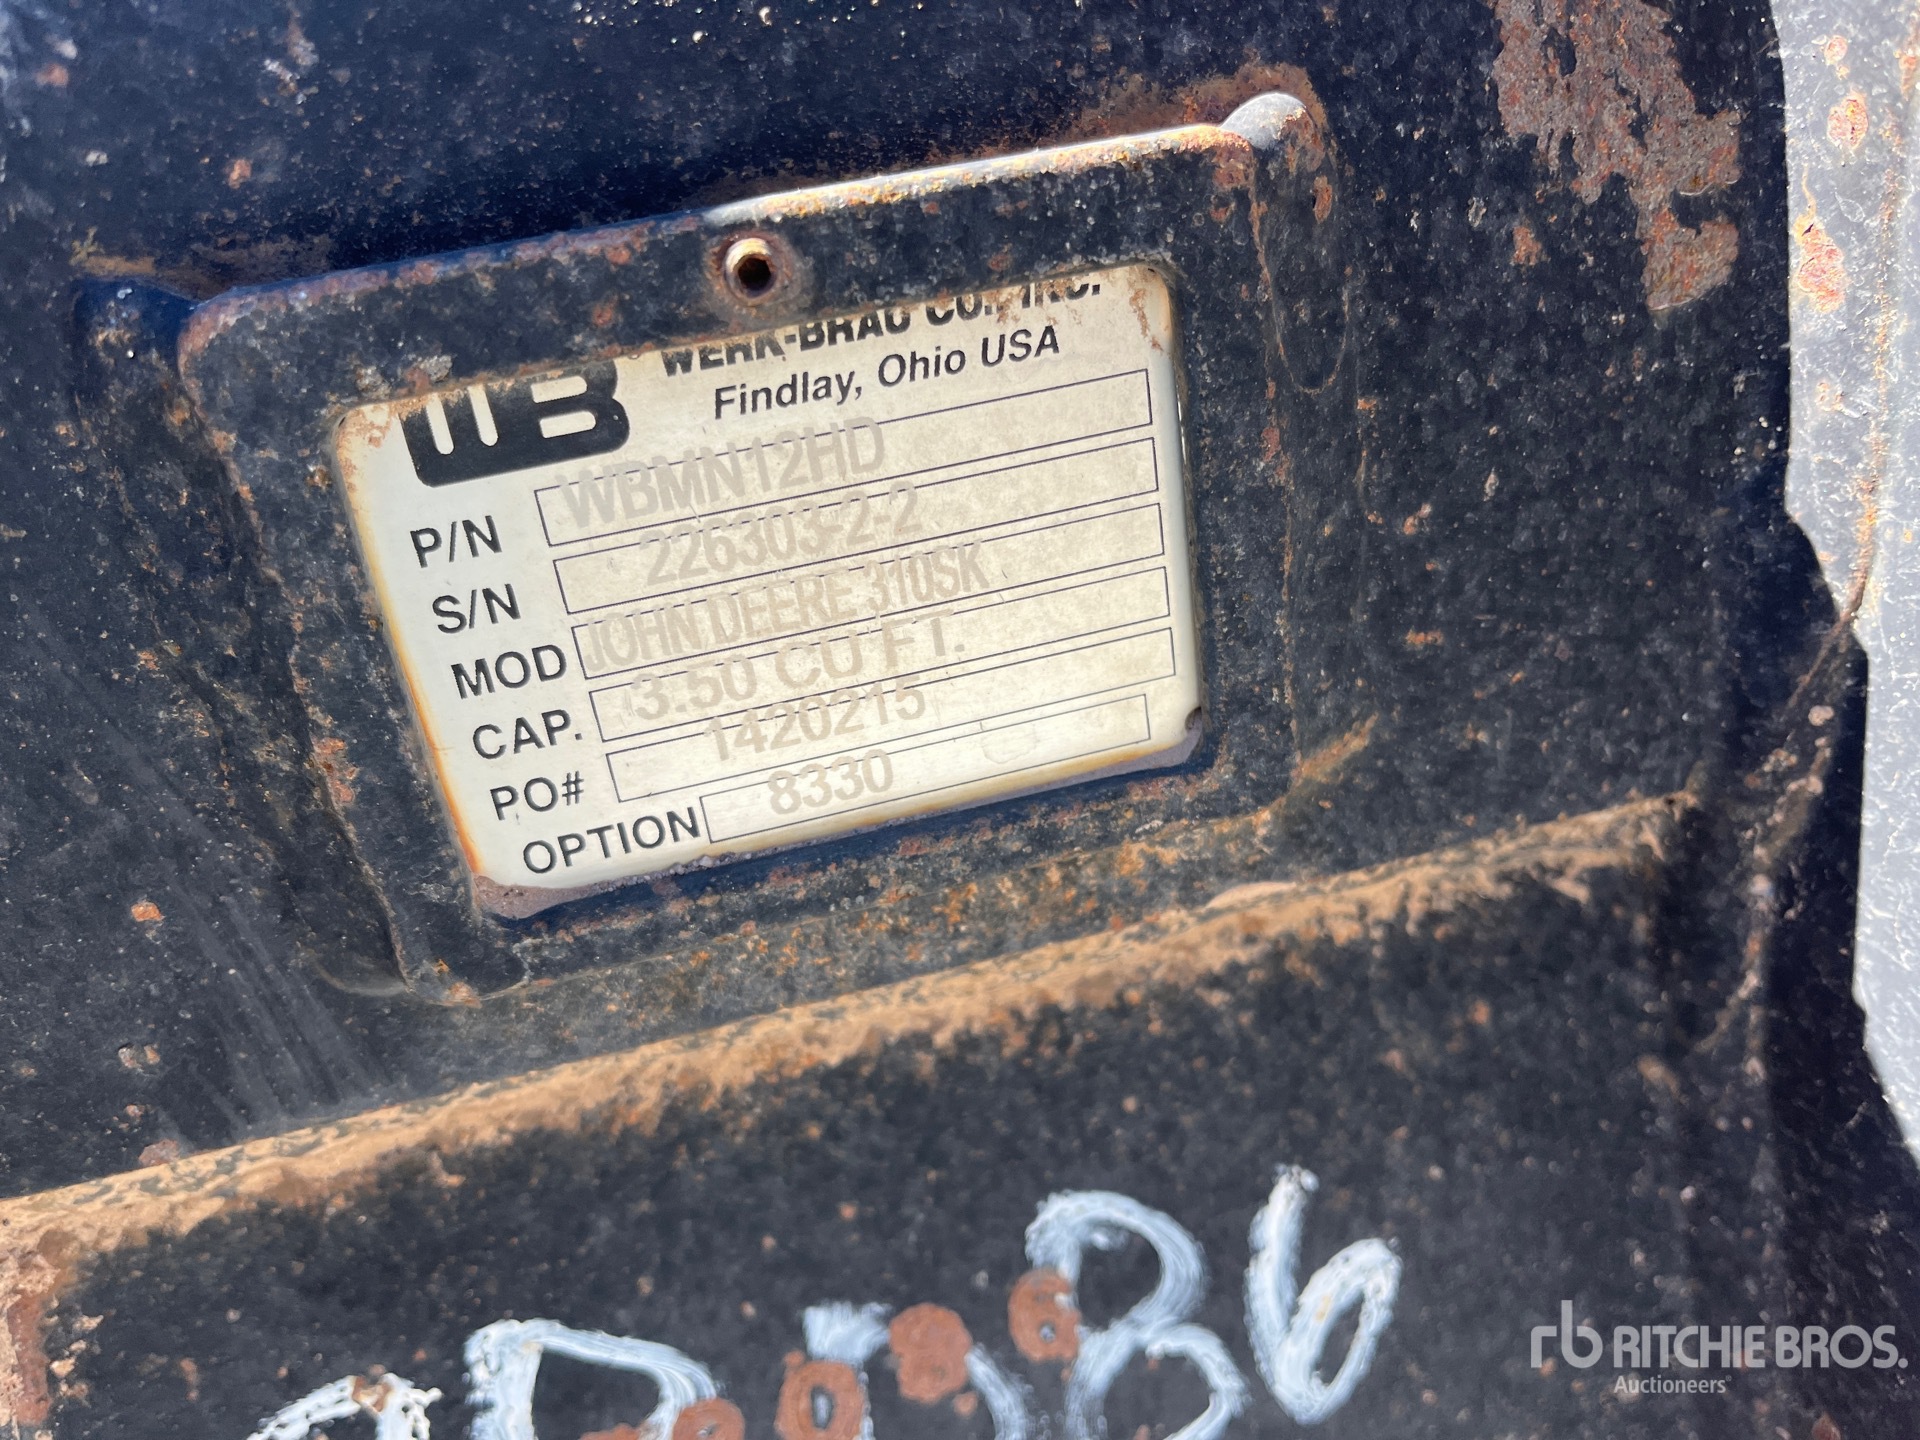 WB WERK-BRAU CO., INC.
Findlay, Ohio USA
P/N WBMN12HD
S/N 226303-2-2
MOD JOHN DEERE 310SK
CAP. 3.50 CU FT.
PO# 1420215
OPTION 8330
rb RITCHIE BROS.
Auctioneers